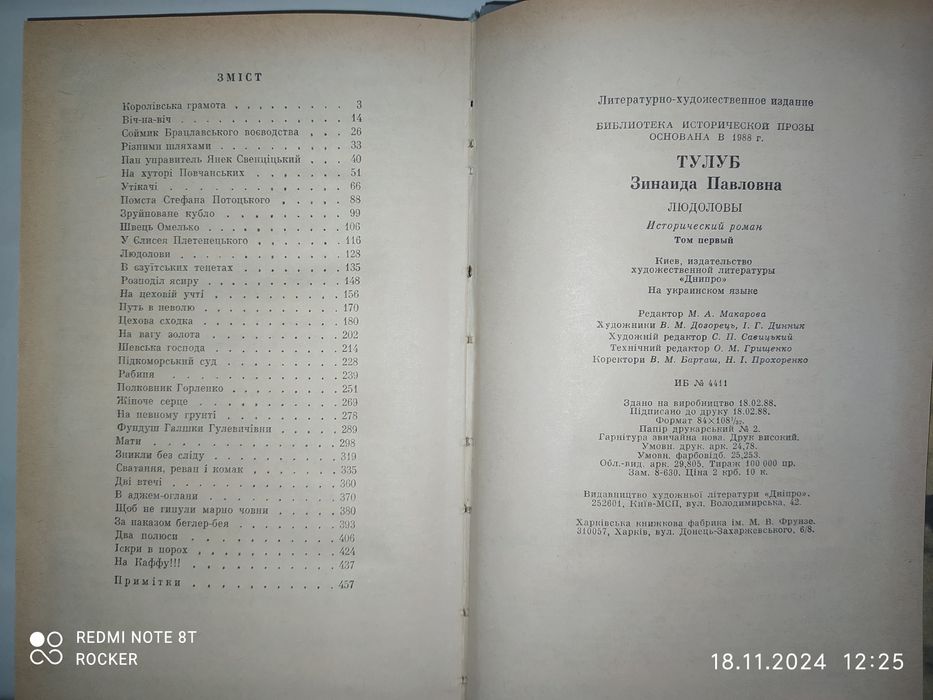 ЗМІСТ
Королівська грамота . . . . . . . . . 3
Віч-на-віч . . . . . . . . . . . . 14
Соймик Брацлавського воєводства . . . 26
Різними шляхами . . . . . . . . . . 33
Пан управитель Янек Свенціцький . . . 40
На хуторі Повчанських . . . . . . . . 51
Утікачі . . . . . . . . . . . . . 66
Помста Стефана Потоцького . . . . . 88
Зруйноване кубло . . . . . . . . . . 99
Швець Омелько . . . . . . . . . . . 106
У Єлисея Плетенецького . . . . . . . 116
Людолови . . . . . . . . . . . . . 128
В єзуїтських тенетах . . . . . . . . 135
Розподіл ясиру . . . . . . . . . . . 148
На цеховій учті . . . . . . . . . . 156
Путь в неволю . . . . . . . . . . . 170
Цехова сходка . . . . . . . . . . . 180
На вагу золота . . . . . . . . . . . 202
Шевська господа . . . . . . . . . . 214
Підкоморський суд . . . . . . . . . 228
Рабиня . . . . . . . . . . . . . . 239
Полковник Горленко . . . . . . . . . 251
Жіноче серце . . . . . . . . . . . 269
На певному грунті . . . . . . . . . 278
Фундуш Галшки Гулевичівни . . . . . . 289
Мати . . . . . . . . . . . . . . . 298
Зникли без сліду . . . . . . . . . . 319
Сватання, реван і комак . . . . . . . 335
Дві втечі . . . . . . . . . . . . . 360
В аджем-оглани . . . . . . . . . . . 370
Щоб не гинули марно човни . . . . . . 380
За наказом беглер-бея . . . . . . . . 393
Два полюси . . . . . . . . . . . . 406
Іскри в порох . . . . . . . . . . . 424
На Каффу!!! . . . . . . . . . . . . 437
Примітки . . . . . . . . . . . . . 457
Литературно-художественное издание
БИБЛИОТЕКА ИСТОРИЧЕСКОЙ ПРОЗЫ
ОСНОВАНА В 1988 г.
ТУЛУБ
Зинаида Павловна
ЛЮДОЛОВЫ
Исторический роман
Том первый
Киев, издательство
художественной литературы
«Дніпро»
На украинском языке
Редактор М. А. Макарова
Художники В. М. Дозорець, І. Г. Динник
Художній редактор С. П. Савицький
Технічний редактор О. М. Грищенко
Коректори В. М. Барташ, Н. І. Прохоренко
ИБ № 4411
Здано на виробництво 18.02.88.
Підписано до друку 18.02.88.
Формат 84×108¹/₃₂.
Папір друкарський № 2.
Гарнітура звичайна нова. Друк високий.
Умовн. друк. арк. 24,78.
Умовн. фарбовідб. 25,253.
Обл.-вид. арк. 29,805. Тираж 100 000 пр.
Зам. 8-630. Ціна 2 крб. 10 к.
Видавництво художньої літератури «Дніпро».
252601, Київ-МСП, вул. Володимирська, 42.
Харківська книжкова фабрика ім. М. В. Фрунзе.
310057, Харків, вул. Донець-Захаржевського, 6/8.
REDMI NOTE 8T
ROCKER
18.11.2024 12:25